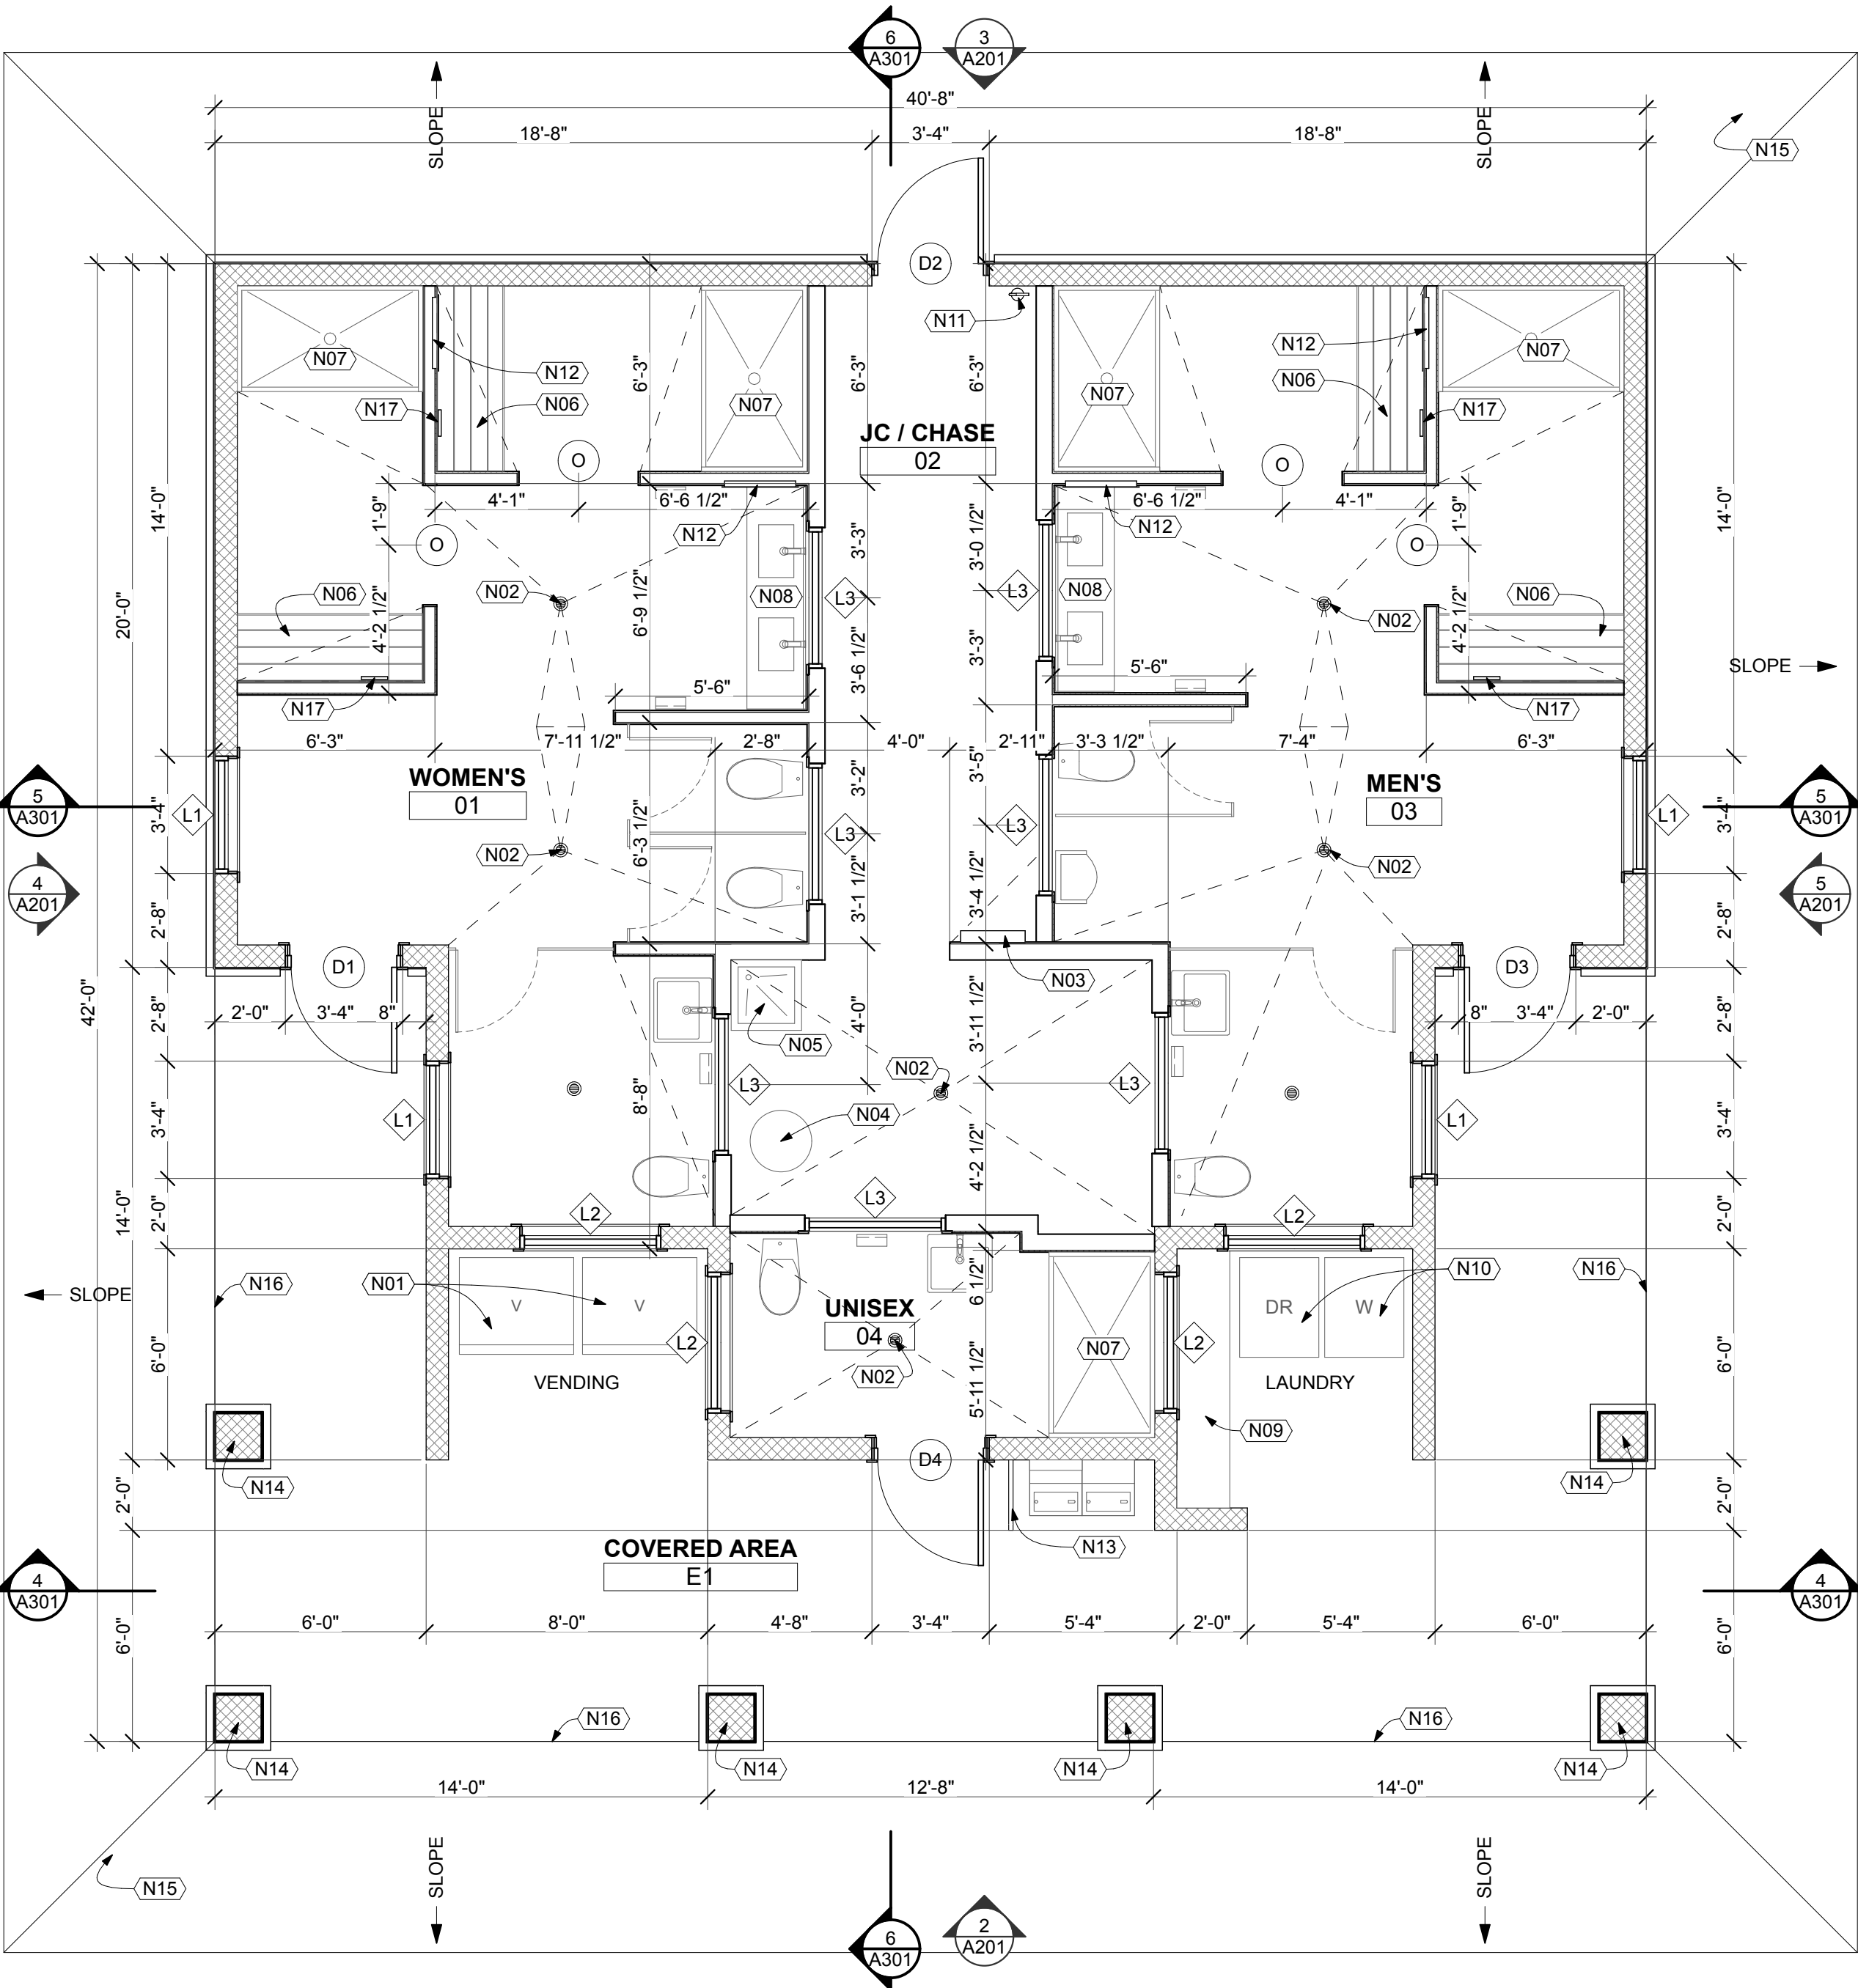 6
A301
3
A201
40'-8"
SLOPE
SLOPE
18'-8"
3'-4"
18'-8"
N15
D2
N11
N07
N12
N06
N17
N07
6'-3"
6'-3"
6'-3"
N07
N12
N06
N07
N17
JC / CHASE
02
O
O
4'-1"
6'-6 1/2"
6'-6 1/2"
4'-1"
1'-9"
1'-9"
N12
N12
O
O
14'-0"
14'-0"
20'-0"
3'-3"
3'-0 1/2"
N06
4'-2 1/2"
N02
6'-9 1/2"
N08
L3
L3
N08
N02
4'-2 1/2"
N06
3'-6 1/2"
3'-3"
SLOPE
N17
5'-6"
5'-6"
N17
6'-3"
7'-11 1/2"
2'-8"
4'-0"
2'-11"
3'-3 1/2"
7'-4"
6'-3"
WOMEN'S
01
MEN'S
03
5
A301
5
A301
3'-4"
L1
3'-2"
3'-5"
L1
3'-4"
6'-3 1/2"
L3
L3
N02
N02
4
A201
5
A201
2'-8"
3'-1 1/2"
3'-4 1/2"
2'-8"
D1
N03
D3
42'-0"
2'-0"
3'-4"
8"
8"
3'-4"
2'-0"
2'-8"
4'-0"
3'-11 1/2"
2'-8"
N05
N02
L3
L3
8'-8"
3'-4"
L1
N04
L1
3'-4"
4'-2 1/2"
14'-0"
2'-0"
L2
L3
L2
2'-0"
SLOPE
N16
N01
V
V
6 1/2"
DR
W
N10
N16
UNISEX
04
L2
N07
L2
6'-0"
6'-0"
N02
5'-11 1/2"
VENDING
LAUNDRY
N09
N14
D4
N14
2'-0"
2'-0"
N13
COVERED AREA
E1
4
A301
4
A301
6'-0"
6'-0"
6'-0"
8'-0"
4'-8"
3'-4"
5'-4"
2'-0"
5'-4"
6'-0"
N16
N16
N14
N14
N14
N14
14'-0"
12'-8"
14'-0"
SLOPE
SLOPE
N15
6
A301
2
A201